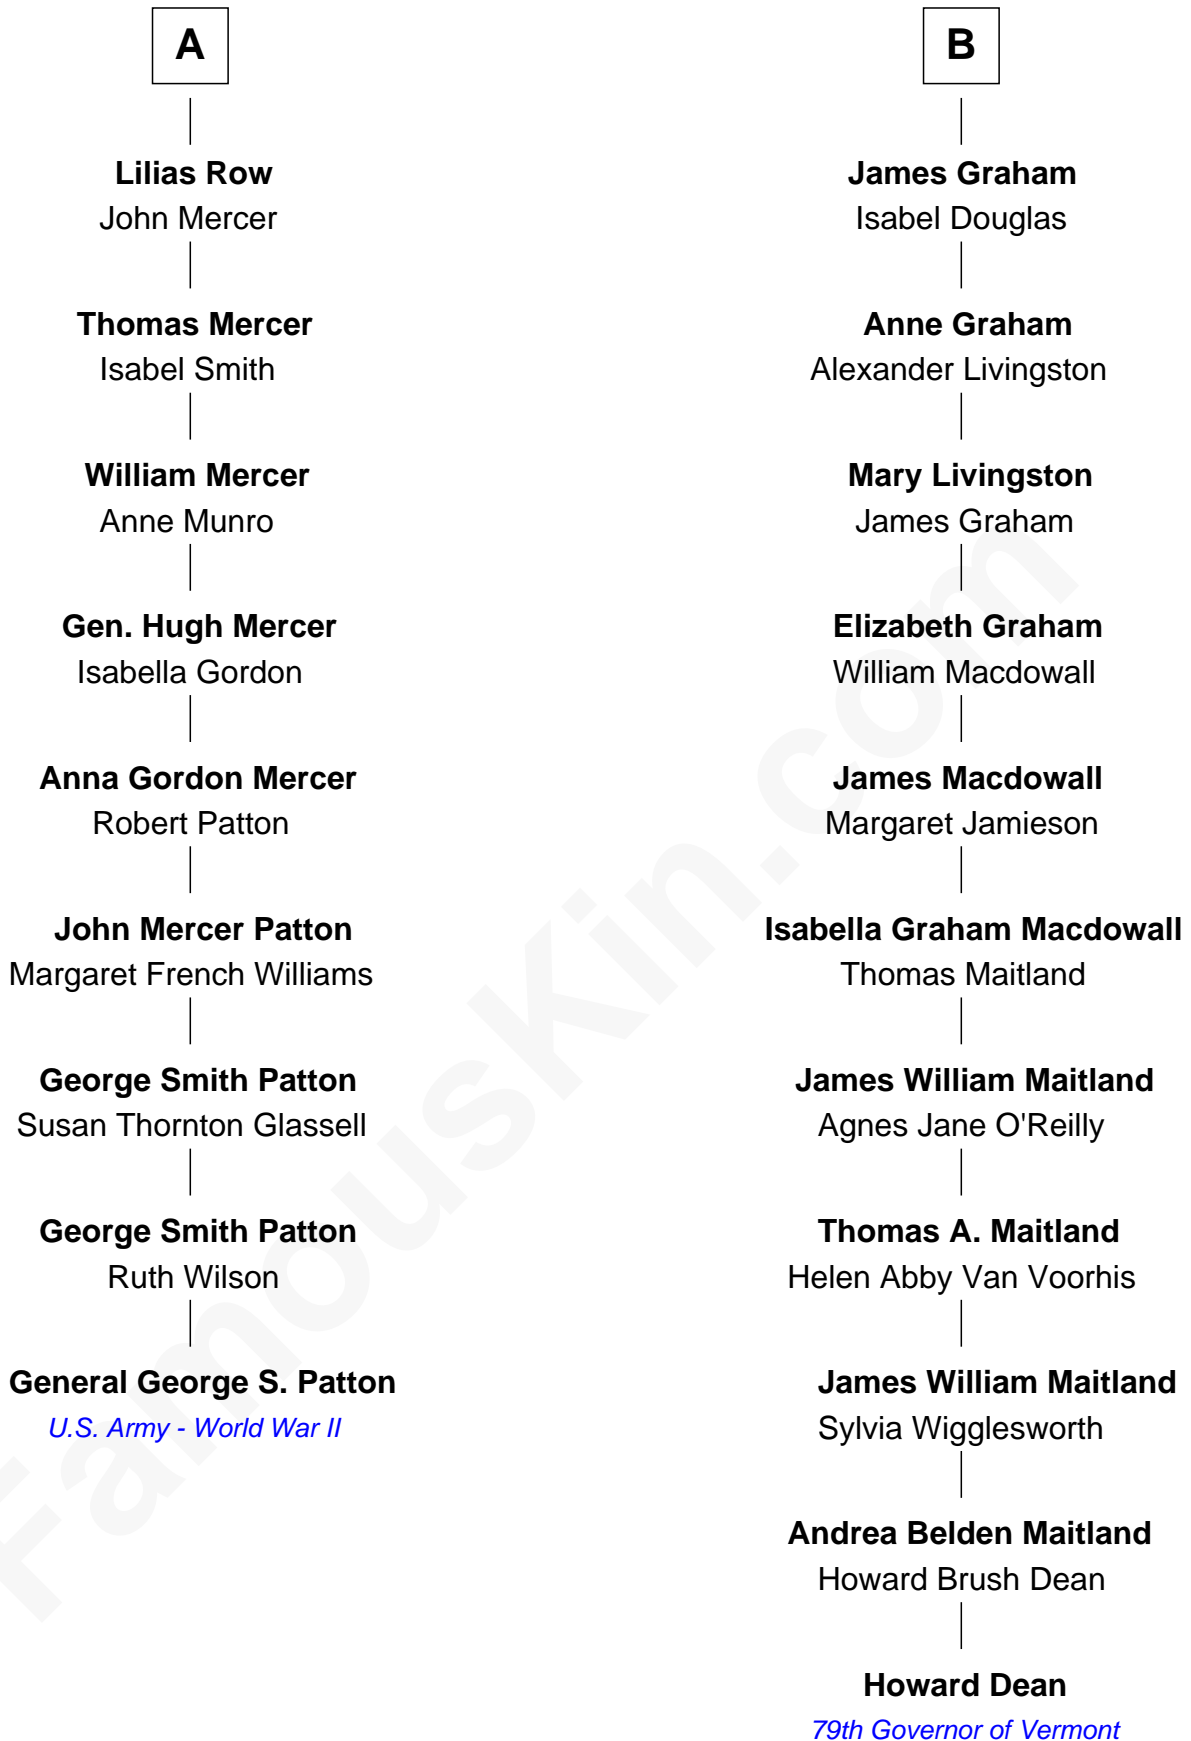 A
Lilias Row
John Mercer
Thomas Mercer
Isabel Smith
William Mercer
Anne Munro
Gen. Hugh Mercer
Isabella Gordon
Anna Gordon Mercer
Robert Patton
John Mercer Patton
Margaret French Williams
George Smith Patton
Susan Thornton Glassell
George Smith Patton
Ruth Wilson
General George S. Patton
U.S. Army - World War II
B
James Graham
Isabel Douglas
Anne Graham
Alexander Livingston
Mary Livingston
James Graham
Elizabeth Graham
William Macdowall
James Macdowall
Margaret Jamieson
Isabella Graham Macdowall
Thomas Maitland
James William Maitland
Agnes Jane O'Reilly
Thomas A. Maitland
Helen Abby Van Voorhis
James William Maitland
Sylvia Wigglesworth
Andrea Belden Maitland
Howard Brush Dean
Howard Dean
79th Governor of Vermont
FamousKin.com